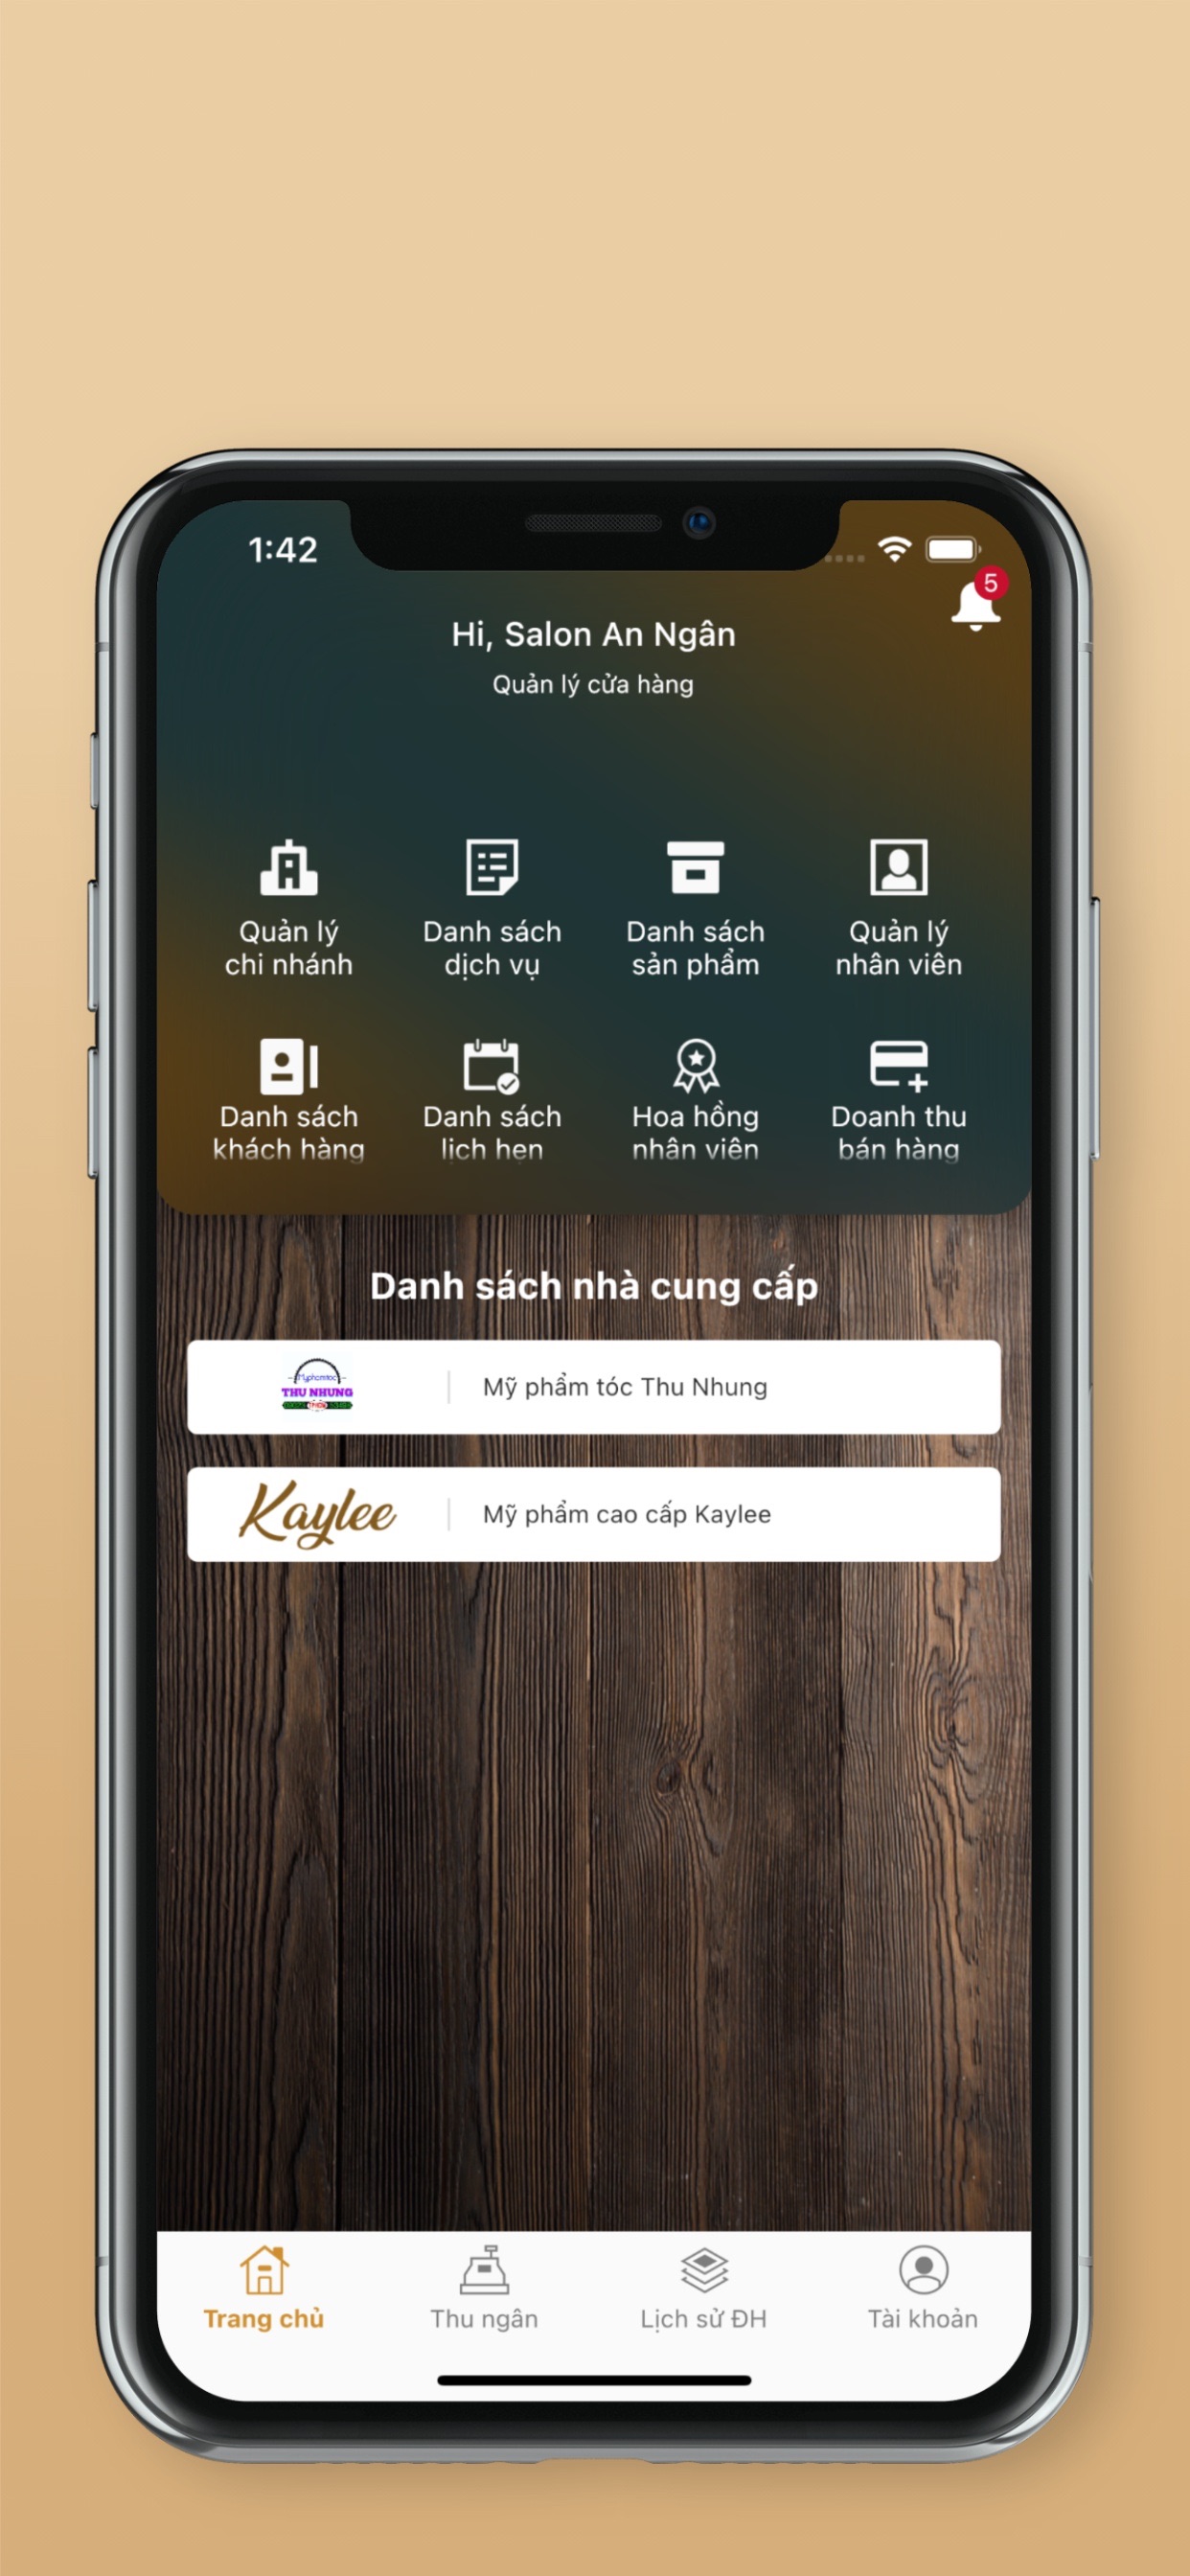 1:42
5
Hi, Salon An Ngân
Quản lý cửa hàng
Quản lý
chi nhánh
Danh sách
dịch vụ
Danh sách
sản phẩm
Quản lý
nhân viên
Danh sách
khách hàng
Danh sách
lịch hẹn
Hoa hồng
nhân viên
Doanh thu
bán hàng
Danh sách nhà cung cấp
THU NHUNG
Mỹ phẩm tóc Thu Nhung
Kaylee
Mỹ phẩm cao cấp Kaylee
Trang chủ
Thu ngân
Lịch sử ĐH
Tài khoản